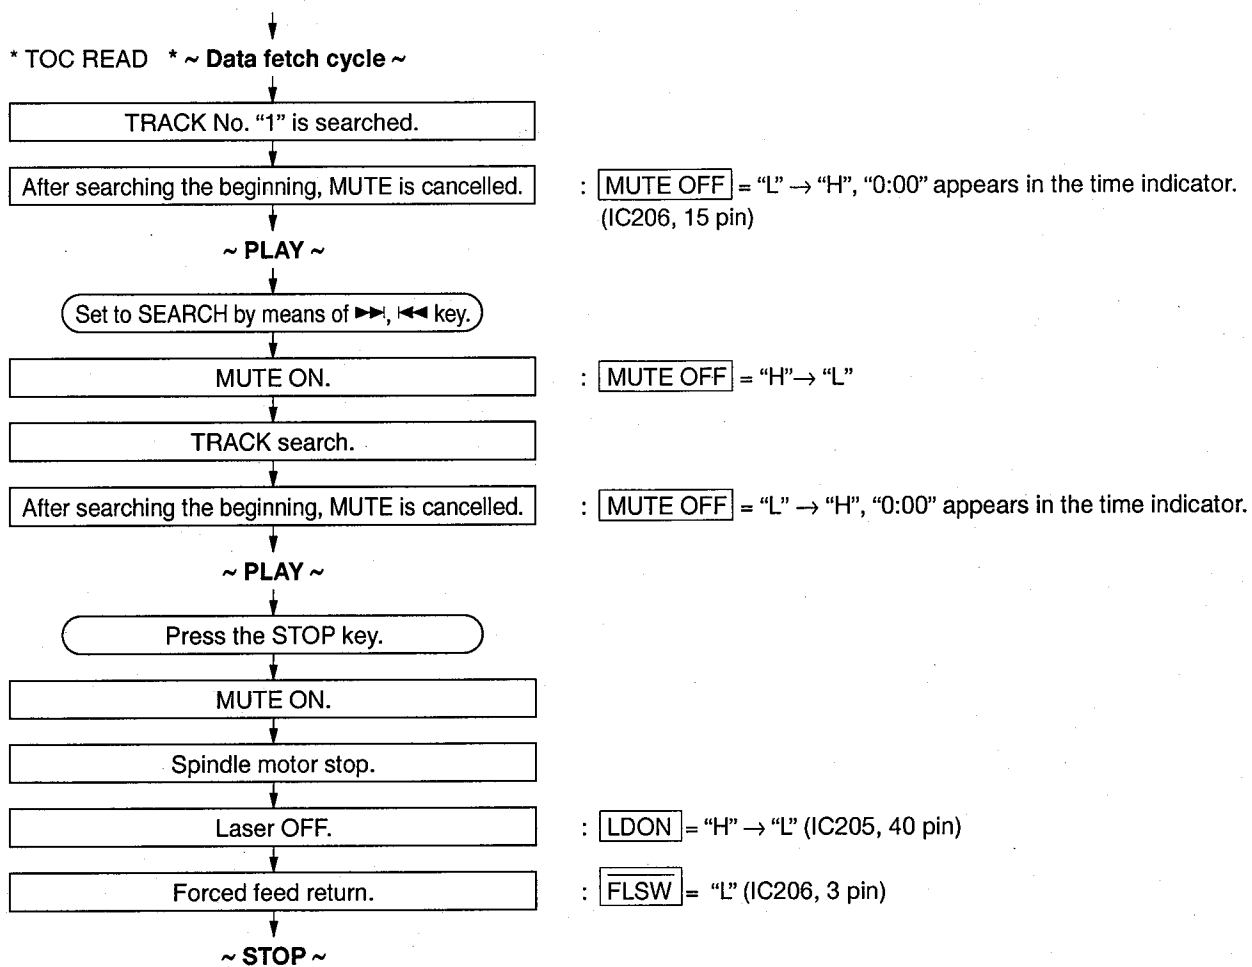 * TOC READ * ~ Data fetch cycle ~
TRACK No. “1” is searched.
After searching the beginning, MUTE is cancelled. : MUTE OFF = “L” → “H”, “0:00” appears in the time indicator.
(IC206, 15 pin)
~ PLAY ~
Set to SEARCH by means of ▶▶|, |◀◀ key.
MUTE ON. : MUTE OFF = “H” → “L”
TRACK search.
After searching the beginning, MUTE is cancelled. : MUTE OFF = “L” → “H”, “0:00” appears in the time indicator.
~ PLAY ~
Press the STOP key.
MUTE ON.
Spindle motor stop.
Laser OFF. : LDON = “H” → “L” (IC205, 40 pin)
Forced feed return. : F̅L̅S̅W̅ = “L” (IC206, 3 pin)
~ STOP ~